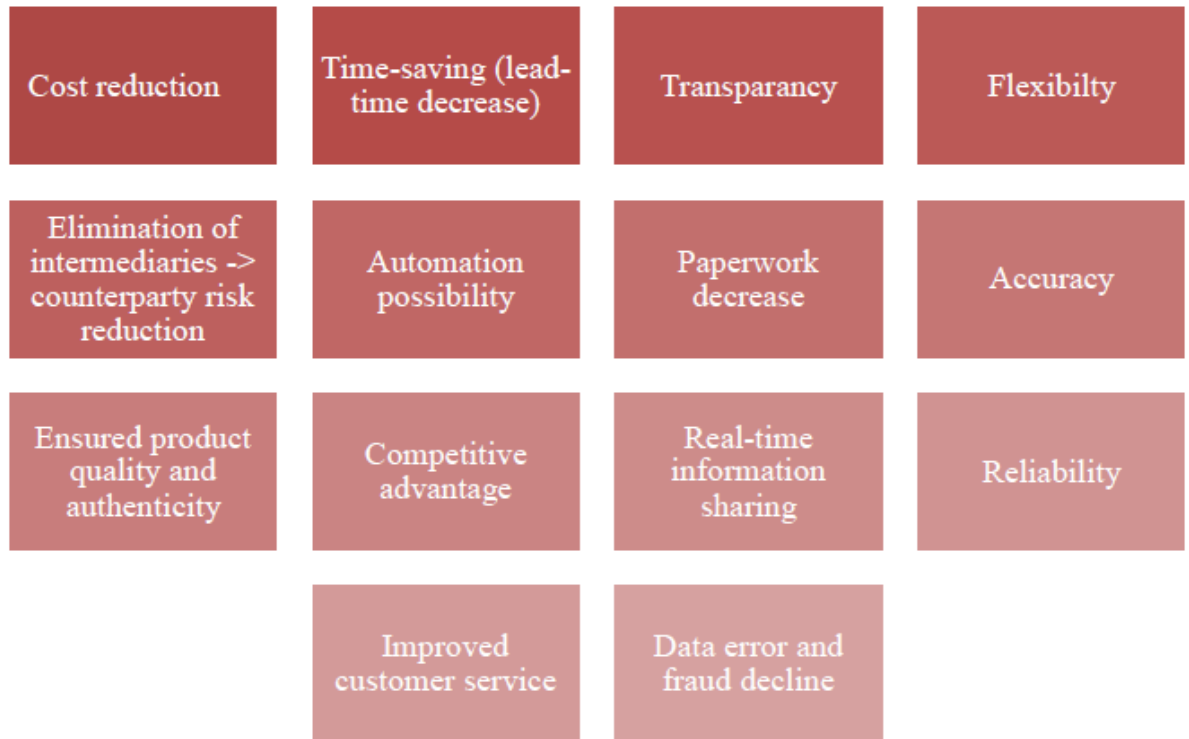 Cost reduction
Time-saving (lead-
time decrease)
Transparancy
Flexibilty
Elimination of
intermediaries ->
counterparty risk
reduction
Automation
possibility
Paperwork
decrease
Accuracy
Ensured product
quality and
authenticity
Competitive
advantage
Real-time
information
sharing
Reliability
Improved
customer service
Data error and
fraud decline